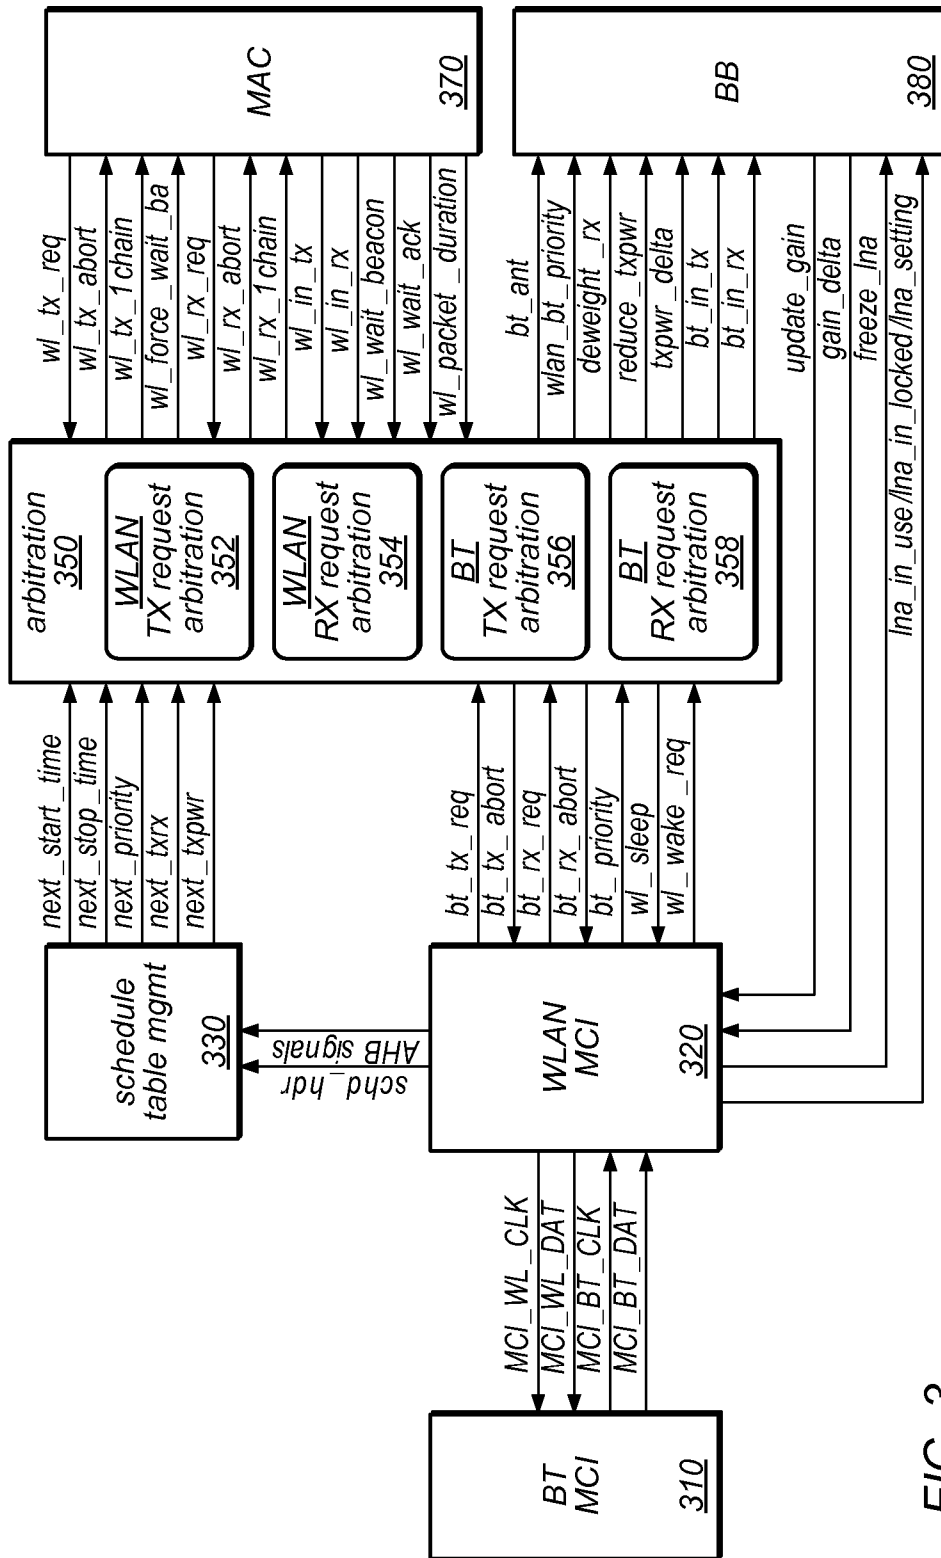 MAC
370
BB
380
wl_tx_req
wl_tx_abort
wl_tx_1chain
wl_force_wait_ba
wl_rx_req
wl_rx_abort
wl_rx_1chain
wl_in_tx
wl_in_rx
wl_wait_beacon
wl_wait_ack
wl_packet_duration
bt_ant
wlan_bt_priority
deweight_rx
reduce_txpwr
txpwr_delta
bt_in_tx
bt_in_rx
update_gain
gain_delta
freeze_lna
lna_in_use/lna_in_locked/lna_setting
arbitration
350
WLAN
TX request
arbitration
352
WLAN
RX request
arbitration
354
BT
TX request
arbitration
356
BT
RX request
arbitration
358
next_start_time
next_stop_time
next_priority
next_txrx
next_txpwr
bt_tx_req
bt_tx_abort
bt_rx_req
bt_rx_abort
bt_priority
wl_sleep
wl_wake_req
schedule
table mgmt
330
AHB signals
schd_hdr
WLAN
MCI
320
MCI_WL_CLK
MCI_WL_DAT
MCI_BT_CLK
MCI_BT_DAT
BT
MCI
310
FIG. 3